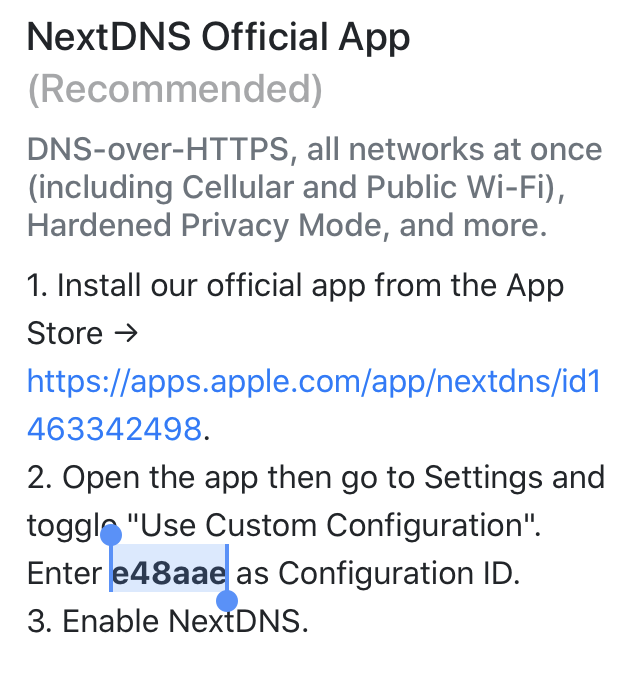 NextDNS Official App
(Recommended)
DNS-over-HTTPS, all networks at once
(including Cellular and Public Wi-Fi),
Hardened Privacy Mode, and more.
1. Install our official app from the App
Store →
https://apps.apple.com/app/nextdns/id1
463342498.
2. Open the app then go to Settings and
toggle "Use Custom Configuration".
Enter e48aae as Configuration ID.
3. Enable NextDNS.